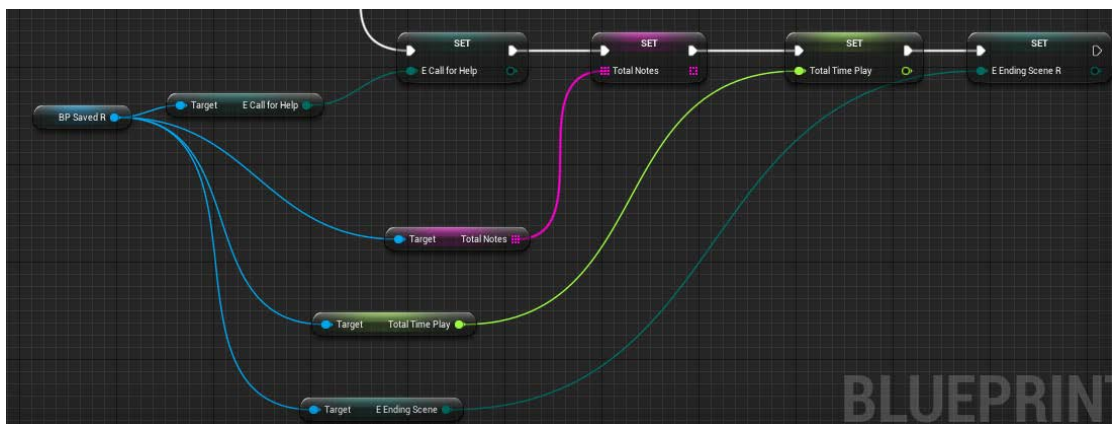 SET
SET
SET
SET
E Call for Help
Total Notes
Total Time Play
E Ending Scene R
BP Saved R
Target
E Call for Help
Target
Total Notes
Target
Total Time Play
Target
E Ending Scene
BLUEPRINT